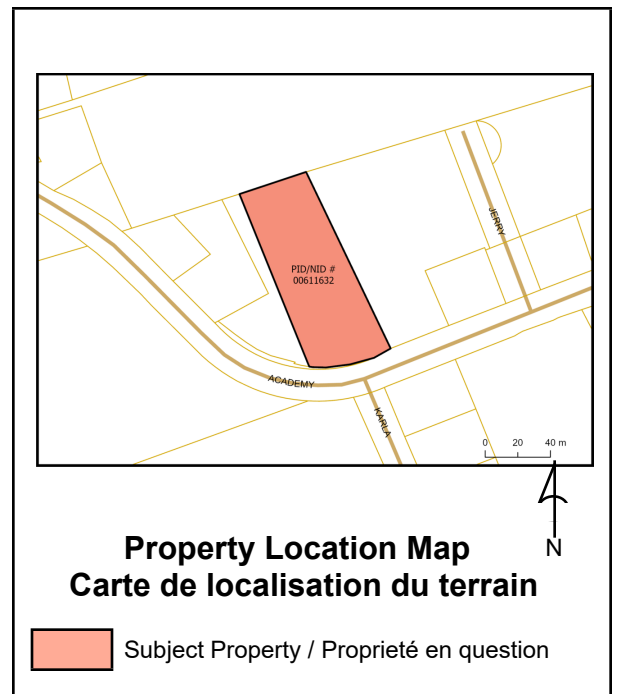 JERRY
PID/NID #
00611632
ACADEMY
KARLA
0 20 40 m
N
Property Location Map
Carte de localisation du terrain
Subject Property / Proprieté en question